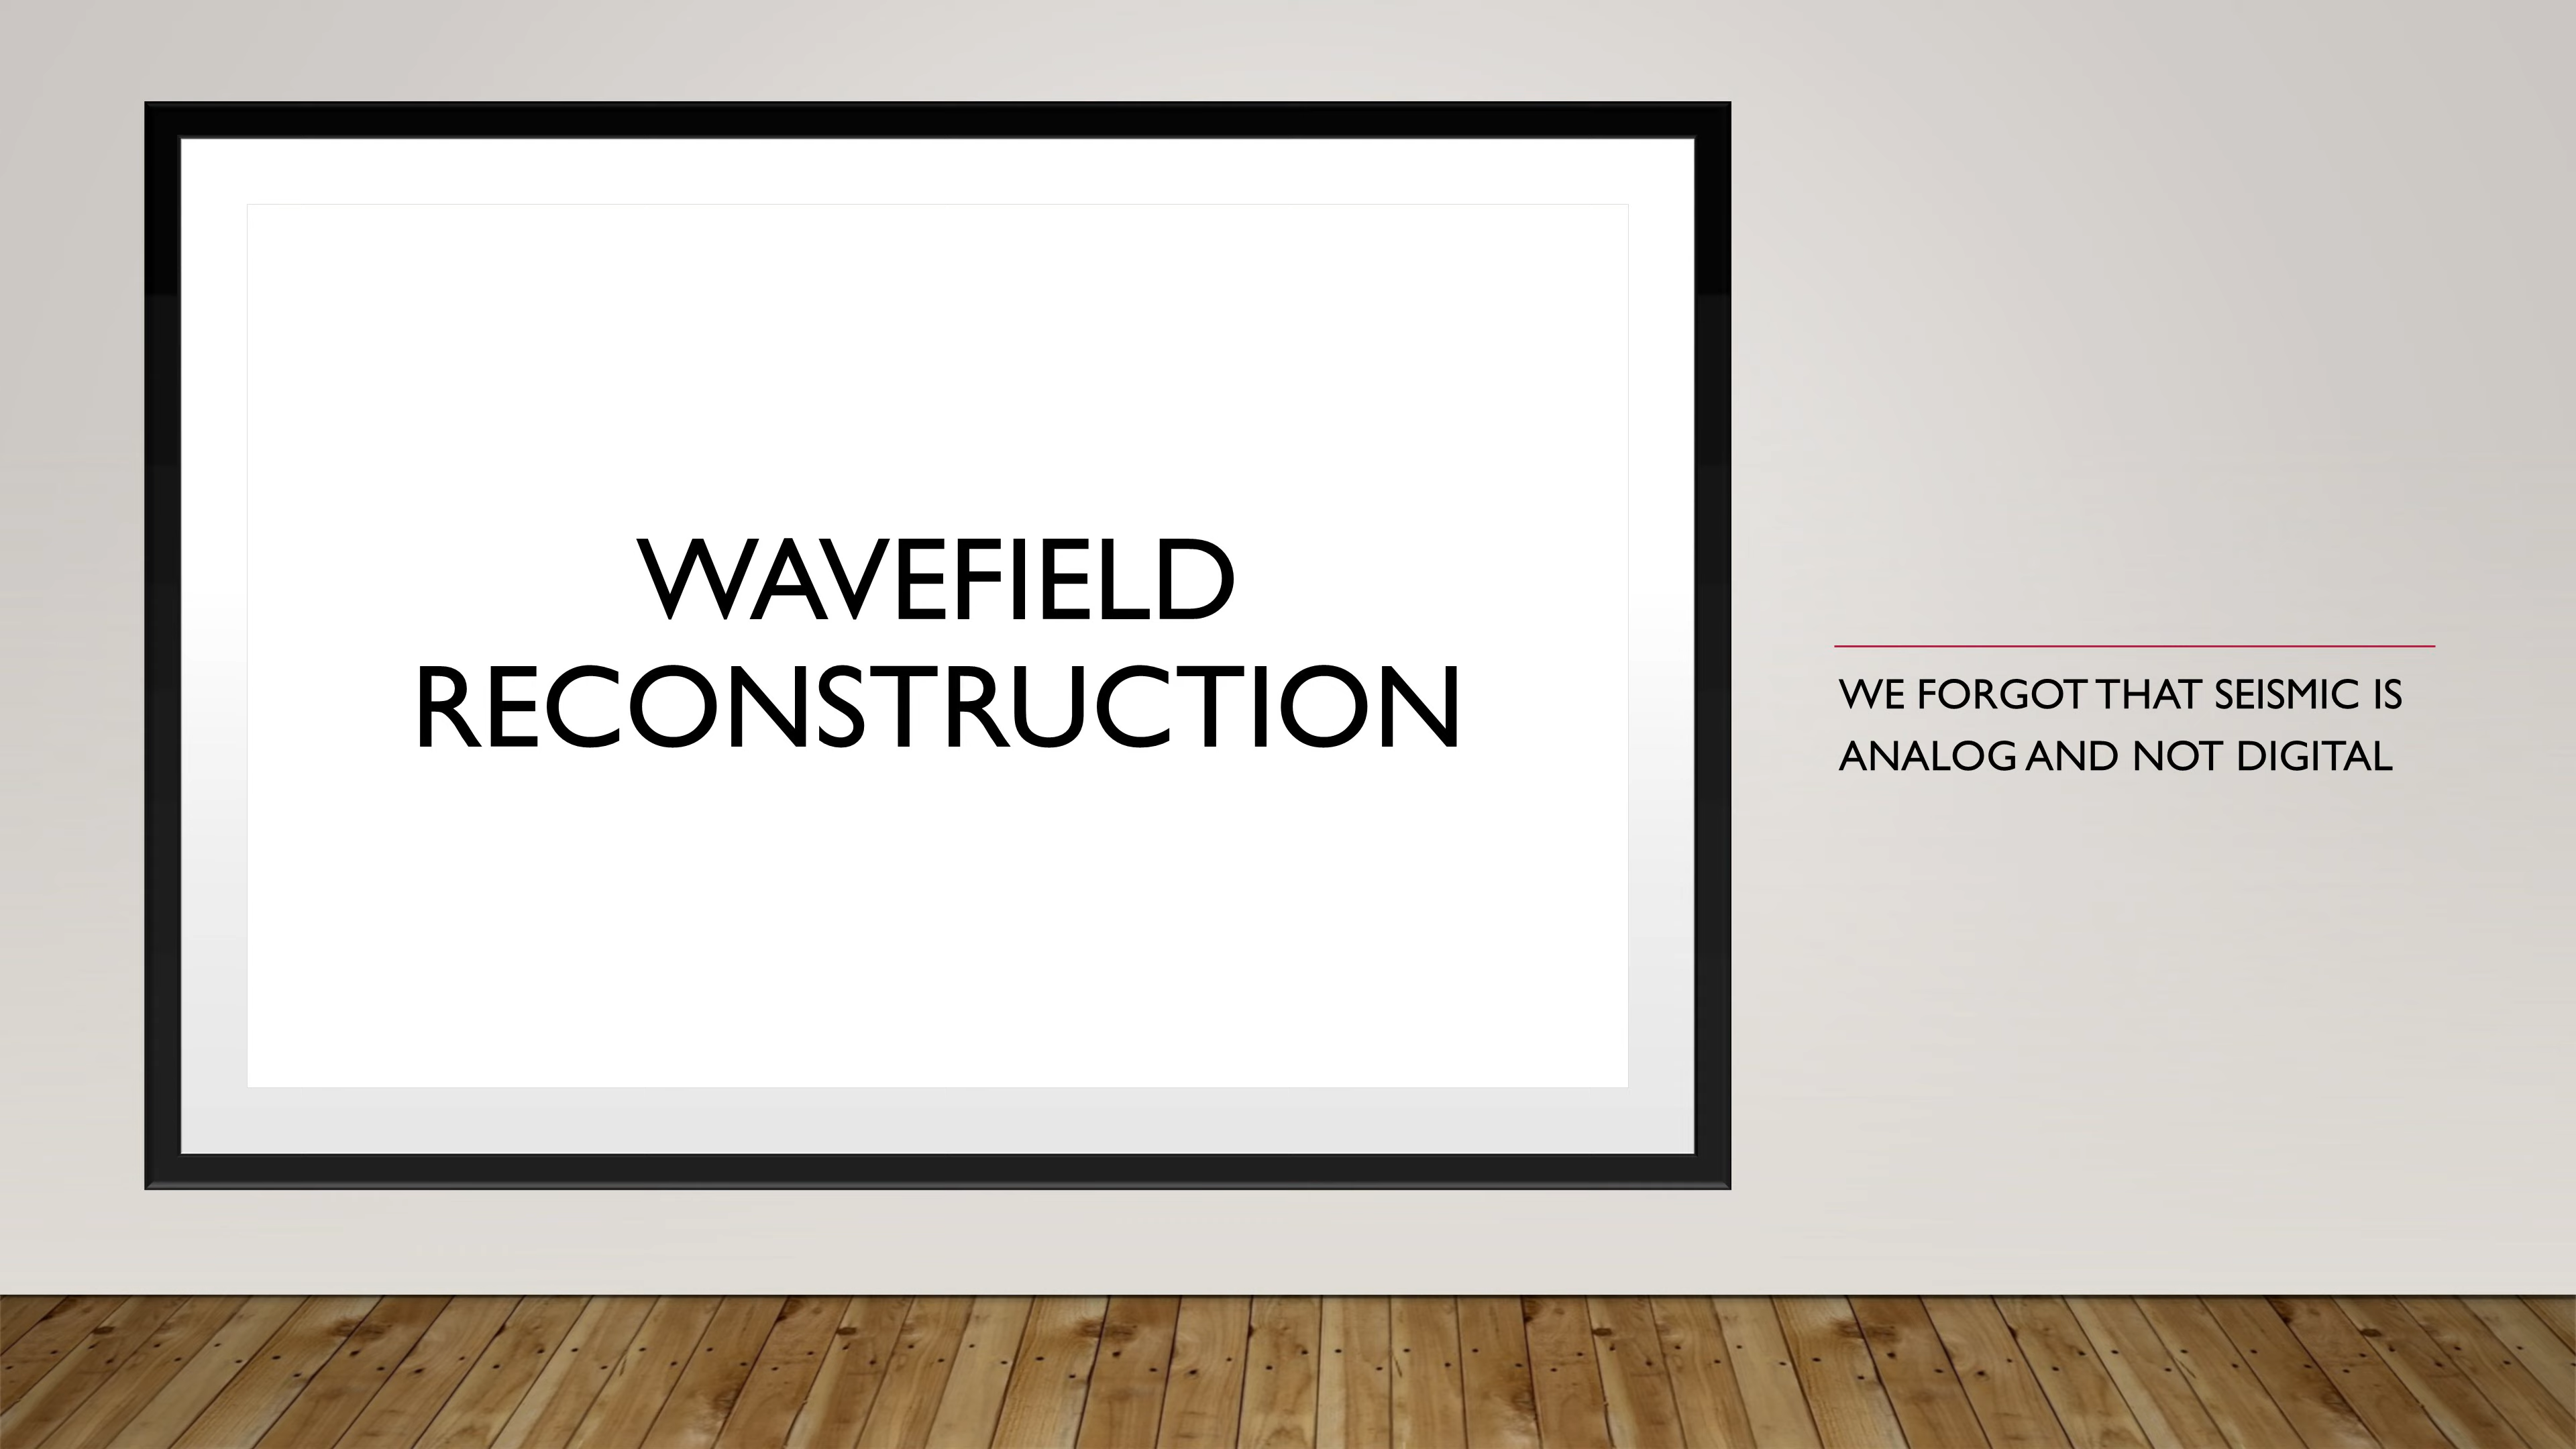 WAVEFIELD
RECONSTRUCTION
WE FORGOT THAT SEISMIC IS
ANALOG AND NOT DIGITAL